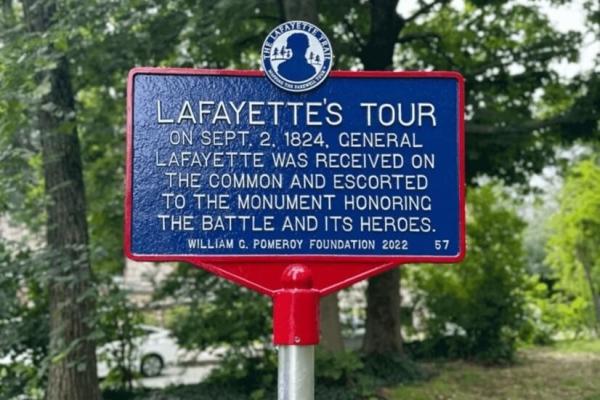 THE LAFAYETTE TRAIL
LAFAYETTE'S TOUR
ON SEPT. 2, 1824, GENERAL
LAFAYETTE WAS RECEIVED ON
THE COMMON AND ESCORTED
TO THE MONUMENT HONORING
THE BATTLE AND ITS HEROES.
WILLIAM G. POMEROY FOUNDATION 2022 57